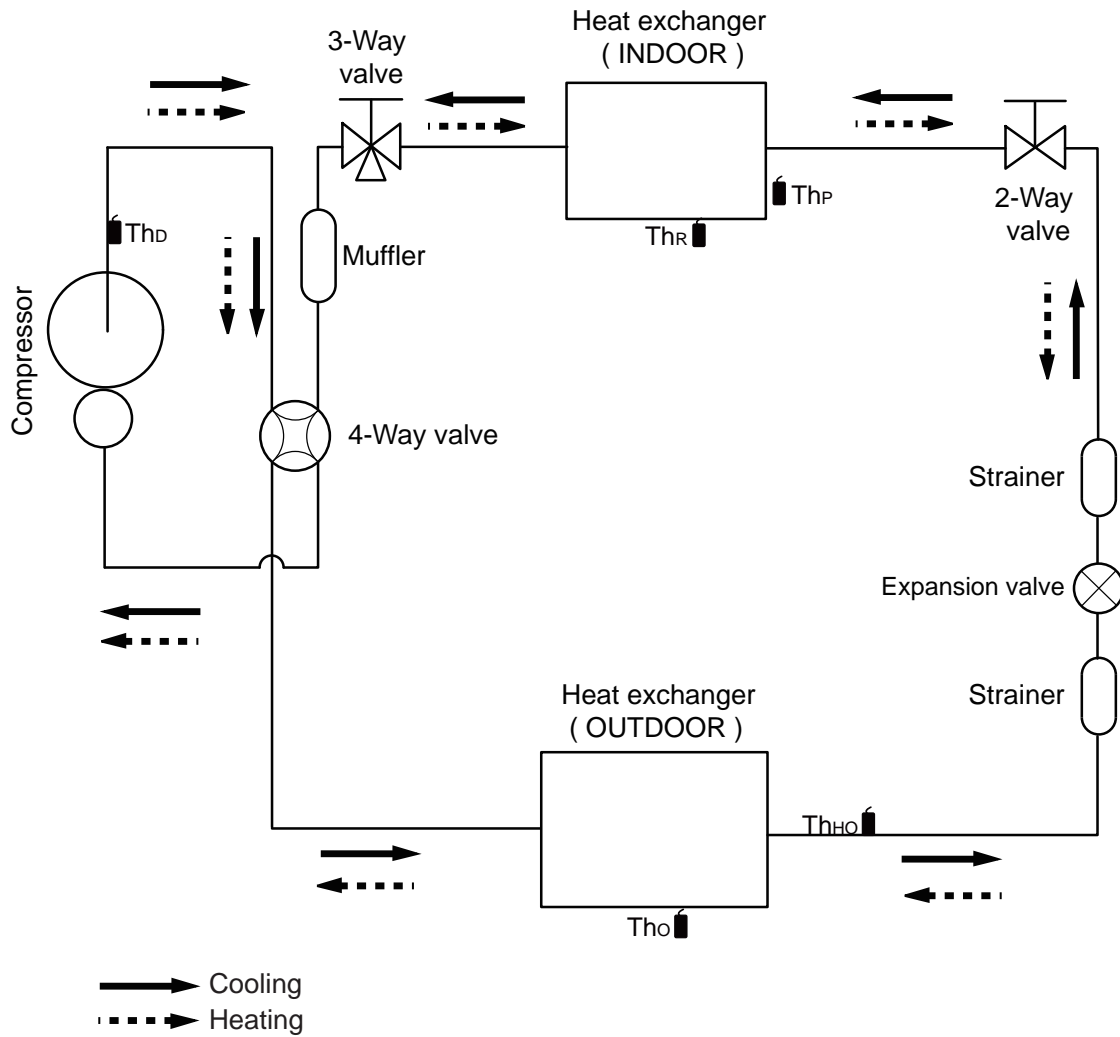 Heat exchanger
( INDOOR )
3-Way
valve
ThD
Muffler
ThP
ThR
2-Way
valve
Compressor
4-Way valve
Strainer
Expansion valve
Strainer
Heat exchanger
( OUTDOOR )
ThHO
ThO
Cooling
Heating